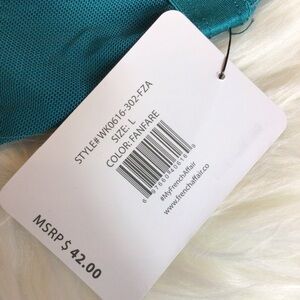 STYLE# WK0616-302-FZA
SIZE: L
COLOR: FANFARE
#MyFrenchAffair
www.frenchaffair.co
MSRP $ 42.00